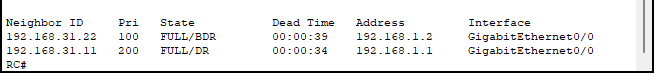 Neighbor ID     Pri   State           Dead Time   Address         Interface
192.168.31.22   100   FULL/BDR        00:00:39    192.168.1.2     GigabitEthernet0/0
192.168.31.11   200   FULL/DR         00:00:34    192.168.1.1     GigabitEthernet0/0
RC#